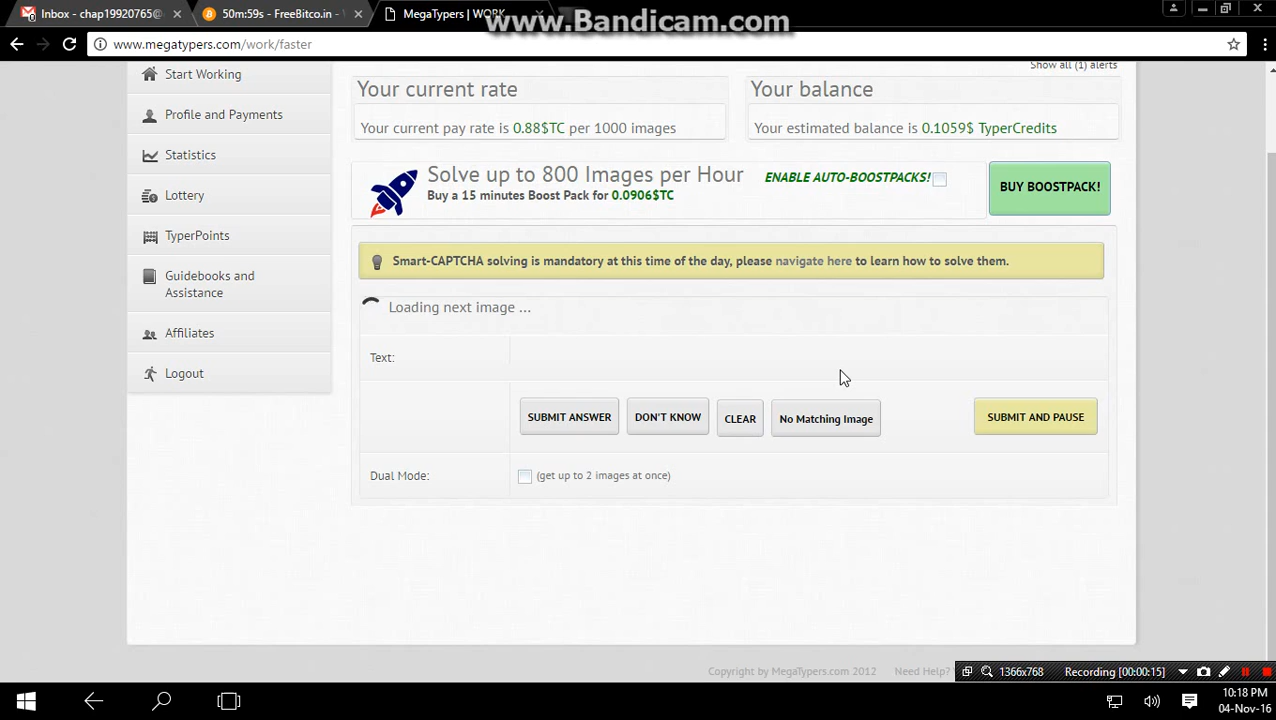 Inbox - chap19920765@
50m:59s - FreeBitco.in -
MegaTypers | WORK
www.Bandicam.com
www.megatypers.com/work/faster
Show all (1) alerts
Start Working
Profile and Payments
Statistics
Lottery
TyperPoints
Guidebooks and
Assistance
Affiliates
Logout
Your current rate
Your current pay rate is 0.88$TC per 1000 images
Your balance
Your estimated balance is 0.1059$ TyperCredits
Solve up to 800 Images per Hour
Buy a 15 minutes Boost Pack for 0.0906$TC
ENABLE AUTO-BOOSTPACKS!
BUY BOOSTPACK!
Smart-CAPTCHA solving is mandatory at this time of the day, please navigate here to learn how to solve them.
Loading next image ...
Text:
SUBMIT ANSWER
DON'T KNOW
CLEAR
No Matching Image
SUBMIT AND PAUSE
Dual Mode:
(get up to 2 images at once)
Copyright by MegaTypers.com 2012
Need Help?
1366x768
Recording [00:00:15]
10:18 PM
04-Nov-16